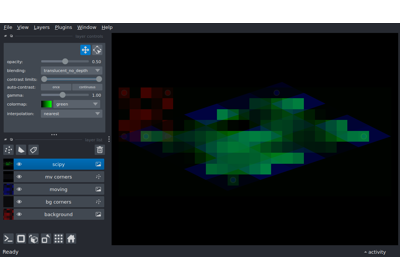 File View Layers Plugins Window Help
opacity: 0.50
blending: translucent_no_depth
contrast limits:
auto-contrast: once continuous
gamma: 1.00
colormap: green
interpolation: nearest
scipy
mv corners
moving
bg corners
background
Ready
activity